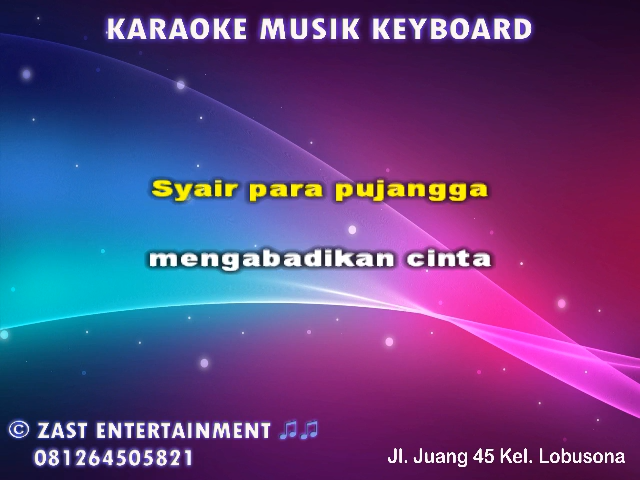 KARAOKE MUSIK KEYBOARD
Syair para pujangga
mengabadikan cinta
© ZAST ENTERTAINMENT 🎵🎵
081264505821
Jl. Juang 45 Kel. Lobusona